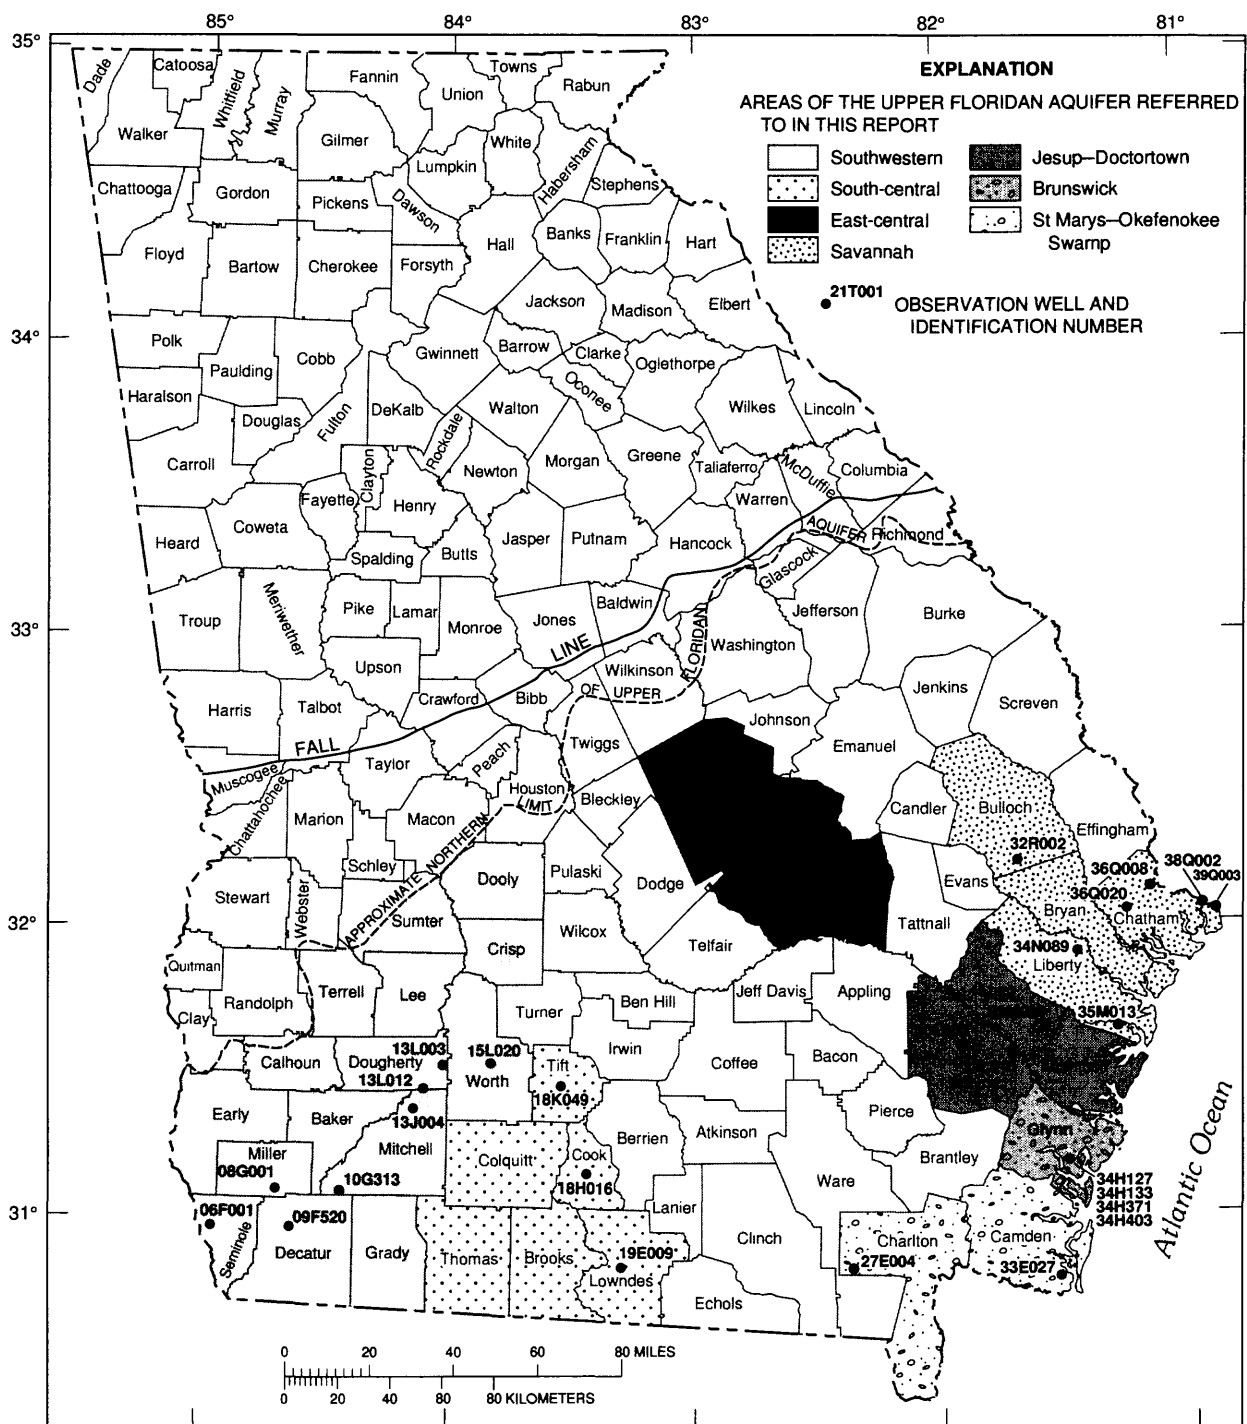 85°
84°
83°
82°
81°
35°
34°
33°
32°
31°
EXPLANATION
AREAS OF THE UPPER FLORIDAN AQUIFER REFERRED
TO IN THIS REPORT
Southwestern
South-central
East-central
Savannah
Jesup–Doctortown
Brunswick
St Marys–Okefenokee
Swamp
21T001
OBSERVATION WELL AND
IDENTIFICATION NUMBER
Dade
Catoosa
Whitfield
Murray
Fannin
Union
Towns
Rabun
Walker
Gilmer
Lumpkin
White
Habersham
Stephens
Chattooga
Gordon
Pickens
Dawson
Floyd
Bartow
Cherokee
Forsyth
Hall
Banks
Franklin
Hart
Jackson
Madison
Elbert
Polk
Paulding
Cobb
Gwinnett
Barrow
Clarke
Oconee
Oglethorpe
Haralson
Douglas
Fulton
DeKalb
Rockdale
Walton
Wilkes
Lincoln
Carroll
Clayton
Newton
Morgan
Greene
Taliaferro
McDuffie
Columbia
Fayette
Henry
Warren
Heard
Coweta
Spalding
Butts
Jasper
Putnam
Hancock
AQUIFER
Richmond
Glascock
Troup
Meriwether
Pike
Lamar
Monroe
Jones
Baldwin
Jefferson
Burke
Washington
FLORIDAN
LINE
Upson
Wilkinson
OF UPPER
Harris
Talbot
Crawford
Bibb
Jenkins
Screven
Johnson
Emanuel
FALL
Muscogee
Taylor
Peach
Twiggs
Houston
LIMIT
Bleckley
Chattahochee
Marion
Macon
Candler
Bulloch
Effingham
Schley
APPROXIMATE NORTHERN
Dooly
Pulaski
Dodge
32R002
36Q008
38Q002
39Q003
Stewart
Webster
Sumter
Evans
36Q020
Bryan
Chatham
Crisp
Wilcox
Telfair
Tattnall
34N089
Liberty
Quitman
Randolph
Terrell
Lee
Clay
Turner
Ben Hill
Jeff Davis
Appling
35M013
Calhoun
Dougherty
13L003
13L012
15L020
Worth
Tift
18K049
Irwin
Coffee
Bacon
Early
Baker
13J004
Mitchell
Pierce
Glynn
Berrien
Atkinson
Miller
08G001
10G313
Colquitt
Cook
18H016
Ware
Brantley
34H127
34H133
34H371
34H403
06F001
Seminole
09F520
Decatur
Grady
Thomas
Brooks
19E009
Lowndes
Lanier
Clinch
Echols
Charlton
27E004
Camden
33E027
Atlantic Ocean
0 20 40 60 80 MILES
0 20 40 80 80 KILOMETERS